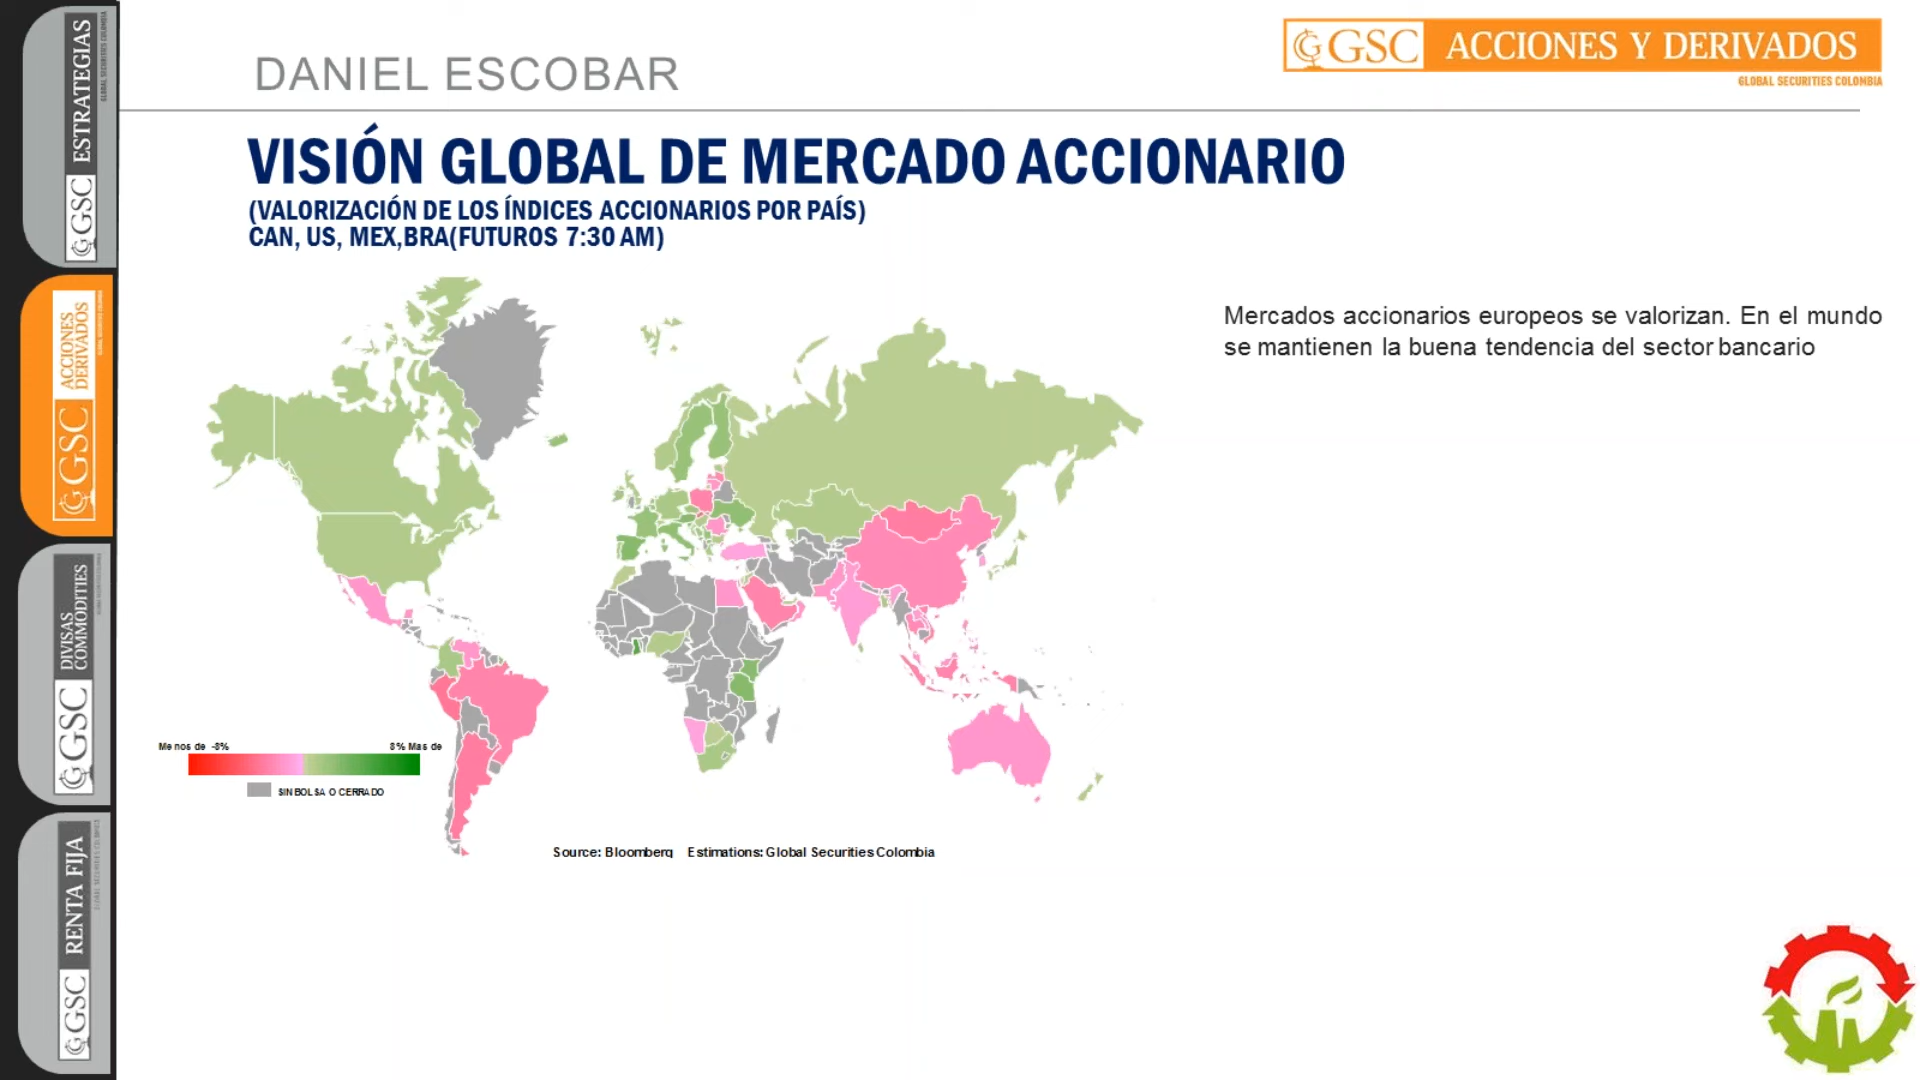 GSC ESTRATEGIAS
GLOBAL SECURITIES COLOMBIA
GSC ACCIONES
DERIVADOS
GSC DIVISAS
COMMODITIES
GSC RENTA FIJA
DANIEL ESCOBAR
GSC ACCIONES Y DERIVADOS
GLOBAL SECURITIES COLOMBIA
VISIÓN GLOBAL DE MERCADO ACCIONARIO
(VALORIZACIÓN DE LOS ÍNDICES ACCIONARIOS POR PAÍS)
CAN, US, MEX,BRA(FUTUROS 7:30 AM)
Mercados accionarios europeos se valorizan. En el mundo
se mantienen la buena tendencia del sector bancario
Menos de -8%
8% Mas de
SIN BOLSA O CERRADO
Source: Bloomberg Estimations: Global Securities Colombia